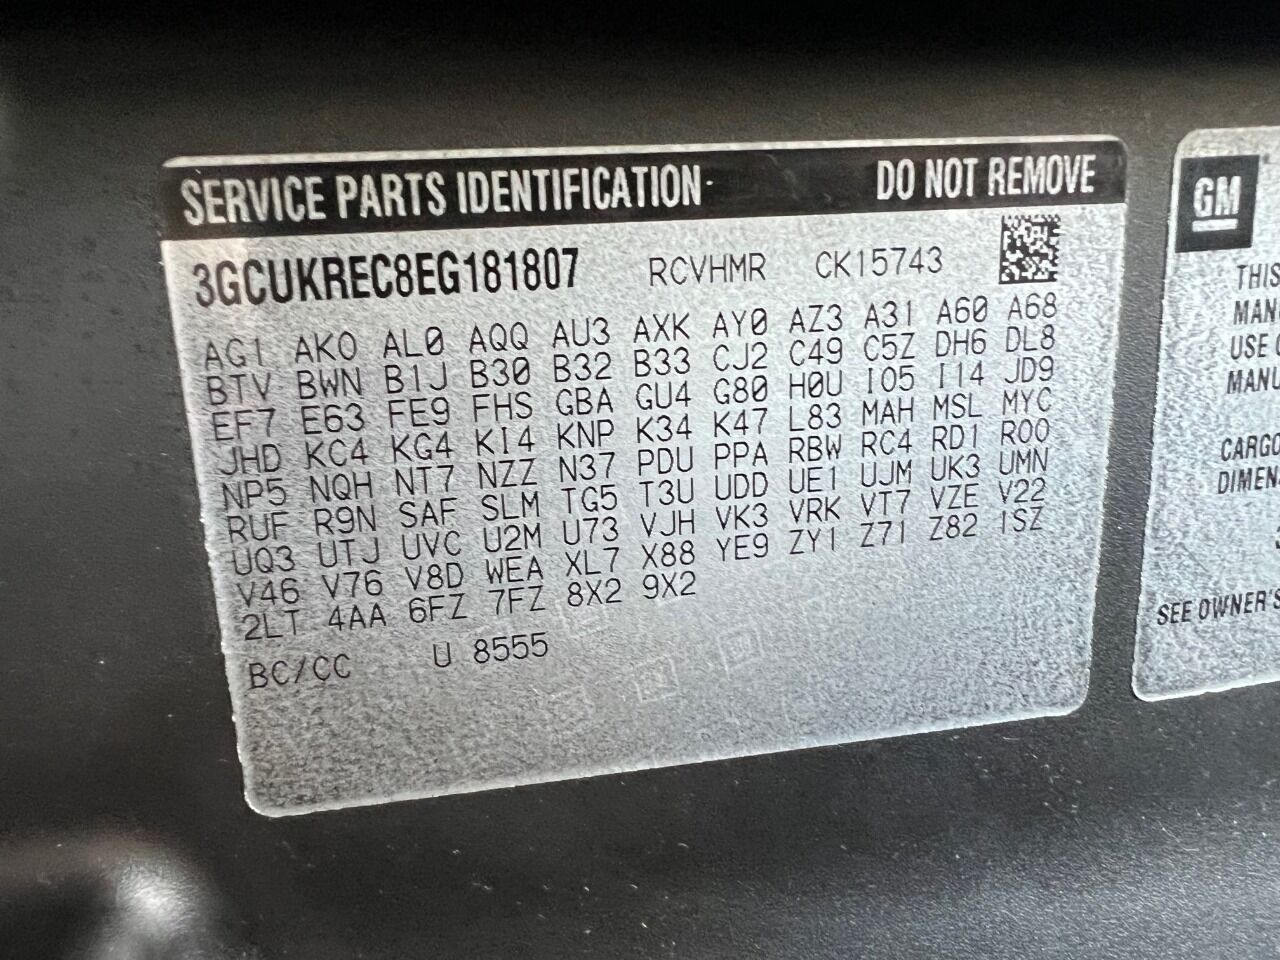 SERVICE PARTS IDENTIFICATION DO NOT REMOVE
3GCUKREC8EG181807 RCVHMR CK15743
AG1 AKO AL0 AQQ AU3 AXK AY0 AZ3 A31 A60 A68
BTV BWN B1J B30 B32 B33 CJ2 C49 C5Z DH6 DL8
EF7 E63 FE9 FHS GBA GU4 G80 H0U I05 I14 JD9
JHD KC4 KG4 KI4 KNP K34 K47 L83 MAH MSL MYC
NP5 NQH NT7 NZZ N37 PDU PPA RBW RC4 RD1 ROO
RUF R9N SAF SLM TG5 T3U UDD UE1 UJM UK3 UMN
UQ3 UTJ UVC U2M U73 VJH VK3 VRK VT7 VZE V22
V46 V76 V8D WEA XL7 X88 YE9 ZY1 Z71 Z82 1SZ
2LT 4AA 6FZ 7FZ 8X2 9X2
BC/CC U 8555
GM
THIS
MAN
USE
MANU
CARGO
DIMEN
SEE OWNER'S